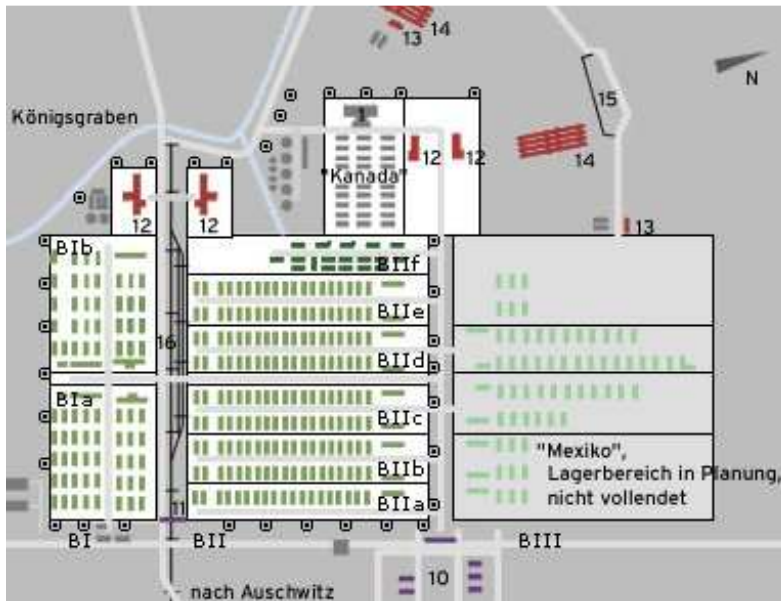 13
14
N
15
Königsgraben
1
12
12
14
"Kanada"
12
12
13
BIb
BIIf
BIIe
16
BIId
BIa
BIIc
"Mexiko",
BIIb
Lagerbereich in Planung,
nicht vollendet
BIIa
11
BI
BII
BIII
10
nach Auschwitz